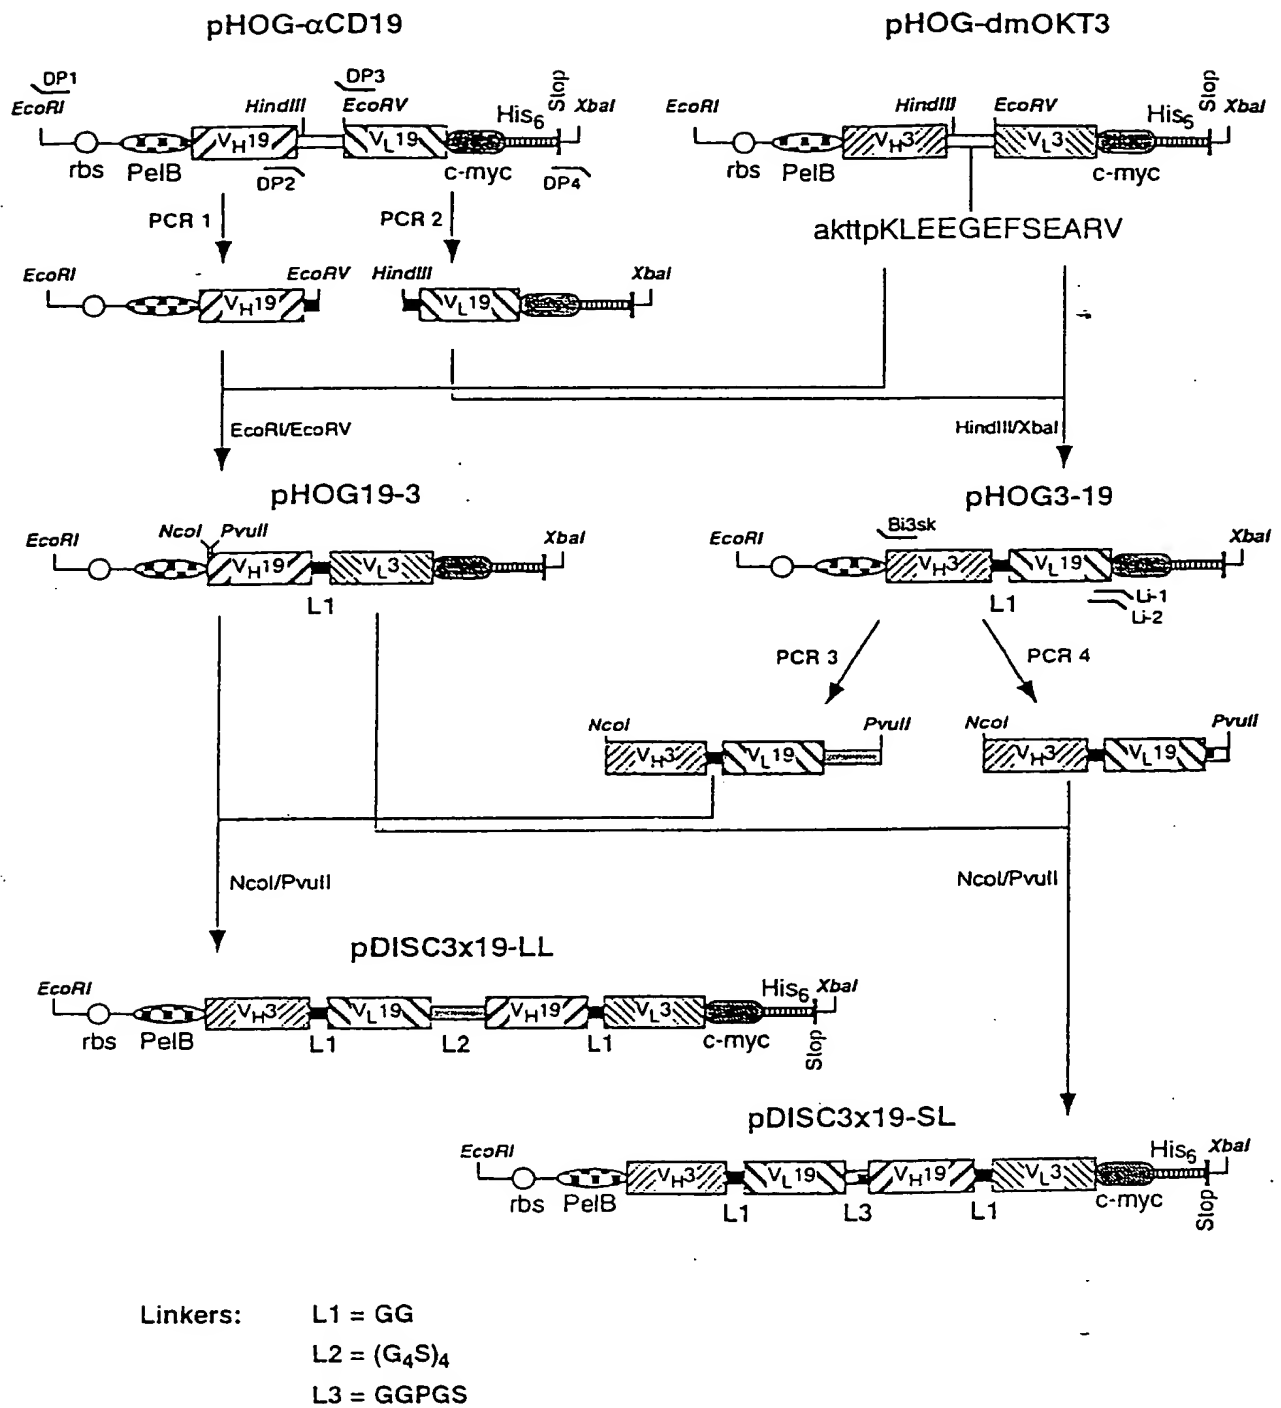 pHOG-αCD19
pHOG-dmOKT3
DP1
DP3
EcoRI
HindIII
EcoRV
His6
Stop
XbaI
VH19
VL19
rbs
PelB
DP2
c-myc
DP4
EcoRI
HindIII
EcoRV
His6
Stop
XbaI
VH3
VL3
rbs
PelB
c-myc
PCR 1
PCR 2
akttpKLEEGEFSEARV
EcoRI
EcoRV
HindIII
XbaI
VH19
VL19
EcoRI/EcoRV
HindIII/XbaI
pHOG19-3
pHOG3-19
EcoRI
NcoI
PvuII
XbaI
VH19
VL3
L1
EcoRI
Bi3sk
XbaI
VH3
VL19
L1
Li-1
Li-2
PCR 3
PCR 4
NcoI
PvuII
VH3
VL19
NcoI
PvuII
VH3
VL19
NcoI/PvuII
NcoI/PvuII
pDISC3x19-LL
EcoRI
His6
XbaI
VH3
VL19
VH19
VL3
rbs
PelB
L1
L2
L1
c-myc
Stop
pDISC3x19-SL
EcoRI
His6
XbaI
VH3
VL19
VH19
VL3
rbs
PelB
L1
L3
L1
c-myc
Stop
Linkers: L1 = GG
L2 = (G4S)4
L3 = GGPGS